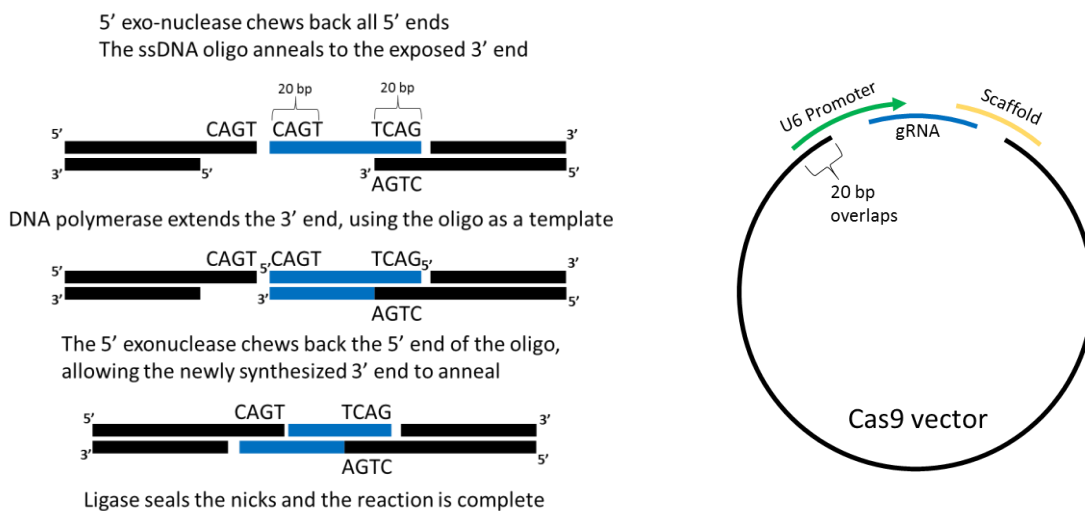 5’ exo-nuclease chews back all 5’ ends
The ssDNA oligo anneals to the exposed 3’ end
20 bp
20 bp
CAGT
CAGT
TCAG
5’
3’
3’
5’
3’
5’
AGTC
DNA polymerase extends the 3’ end, using the oligo as a template
CAGT
CAGT
TCAG
5’
5’
5’
3’
3’
3’
5’
AGTC
The 5’ exonuclease chews back the 5’ end of the oligo,
allowing the newly synthesized 3’ end to anneal
CAGT
TCAG
5’
3’
3’
5’
AGTC
Ligase seals the nicks and the reaction is complete
U6 Promoter
Scaffold
gRNA
20 bp
overlaps
Cas9 vector